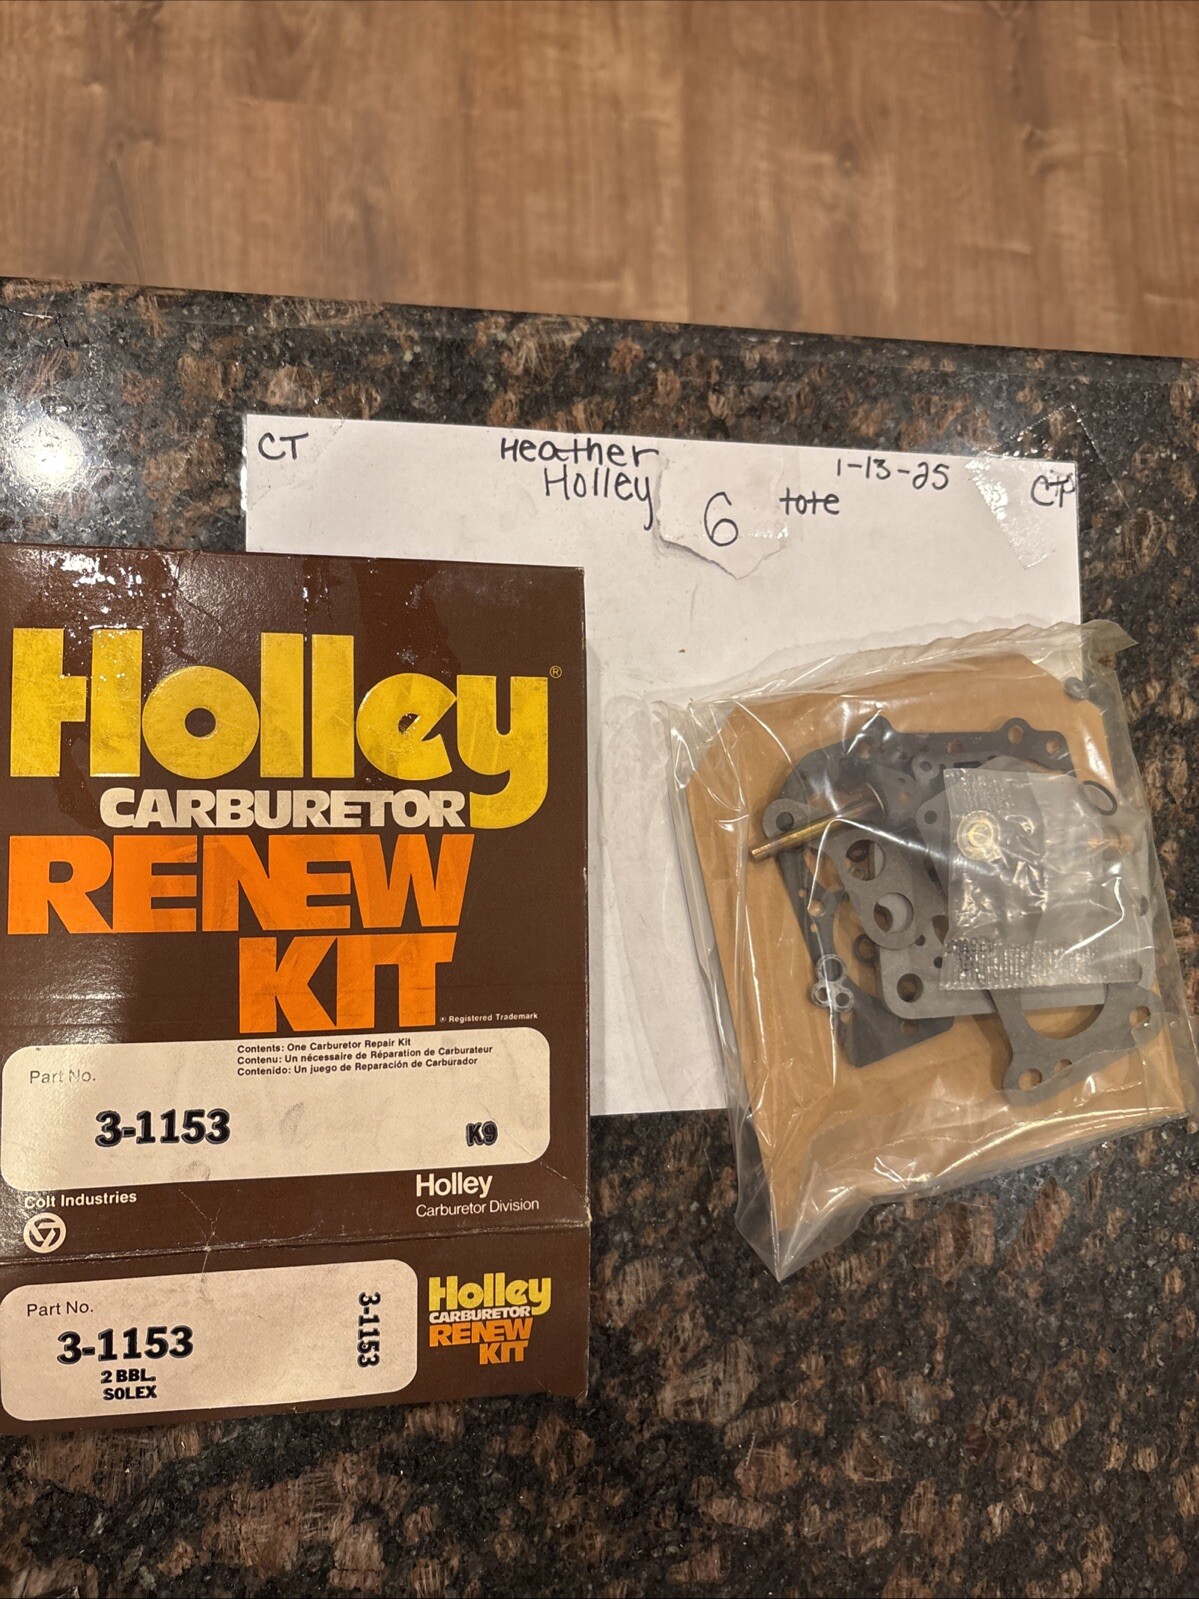 CT
Heather
Holley
6
tote
1-13-25
CT
Holley®
CARBURETOR
RENEW
KIT
® Registered Trademark
Contents: One Carburetor Repair Kit
Contenu: Un nécessaire de Réparation de Carburateur
Contenido: Un juego de Reparación de Carburador
Part No.
3-1153
K9
Colt Industries
Holley
Carburetor Division
Part No.
3-1153
2 BBL.
SOLEX
3-1153
Holley
CARBURETOR
RENEW
KIT